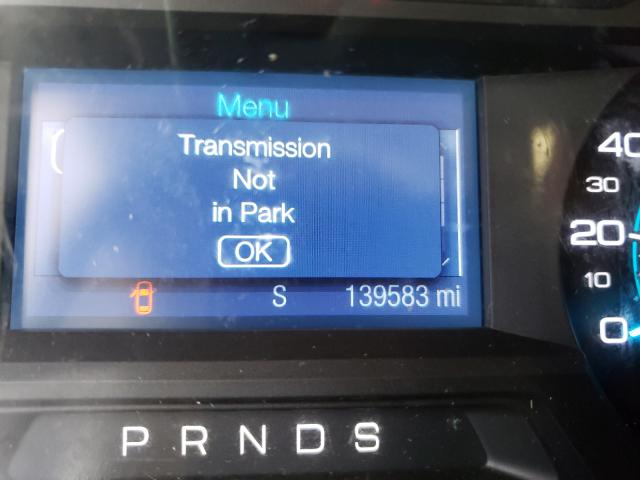 Menu
Transmission
Not
in Park
OK
S 139583 mi
40
30
20
10
0
P R N D S